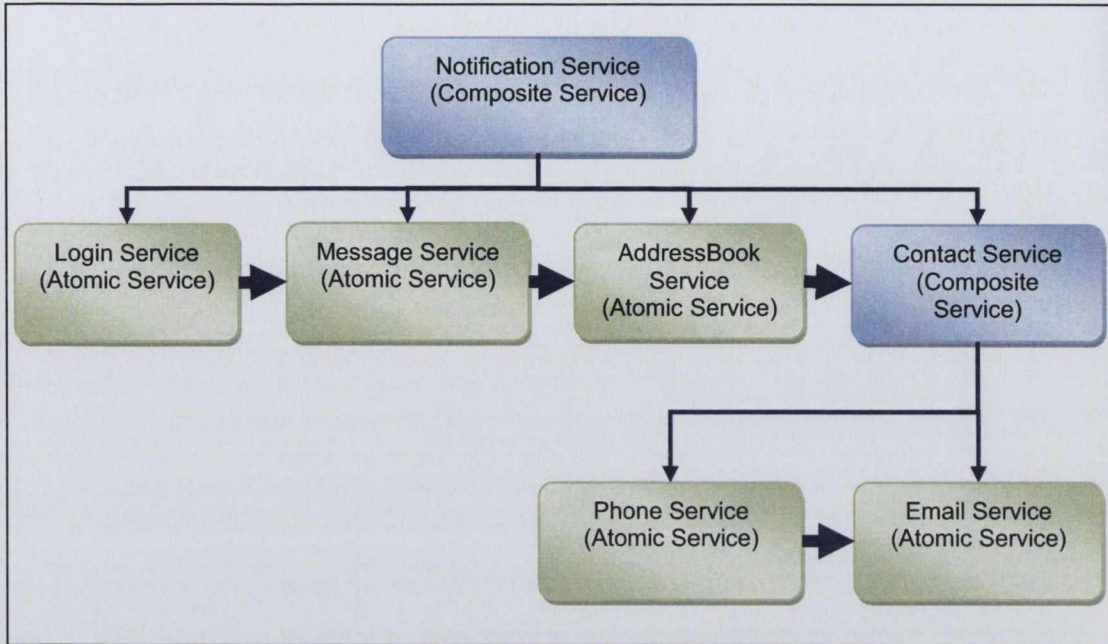 Notification Service
(Composite Service)
Login Service
(Atomic Service)
Message Service
(Atomic Service)
AddressBook
Service
(Atomic Service)
Contact Service
(Composite
Service)
Phone Service
(Atomic Service)
Email Service
(Atomic Service)